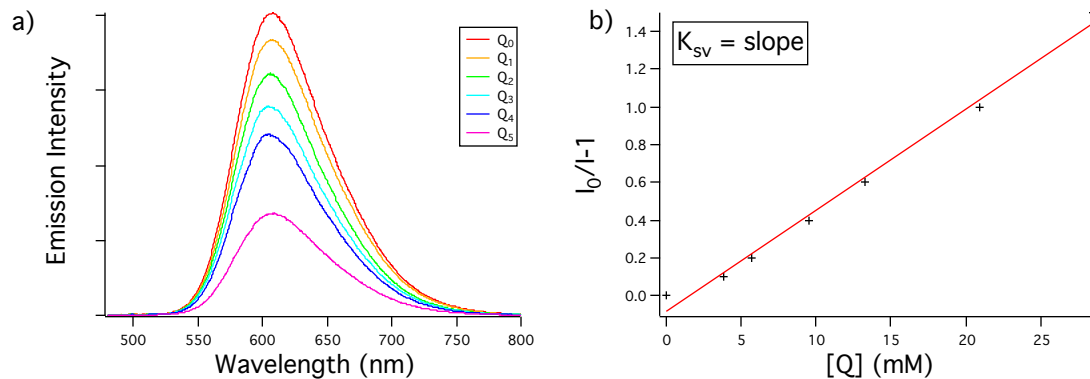 a)
Emission Intensity
Q₀
Q₁
Q₂
Q₃
Q₄
Q₅
500
550
600
650
700
750
800
Wavelength (nm)
b)
K_sv = slope
I₀/I-1
1.4
1.2
1.0
0.8
0.6
0.4
0.2
0.0
0
5
10
15
20
25
[Q] (mM)